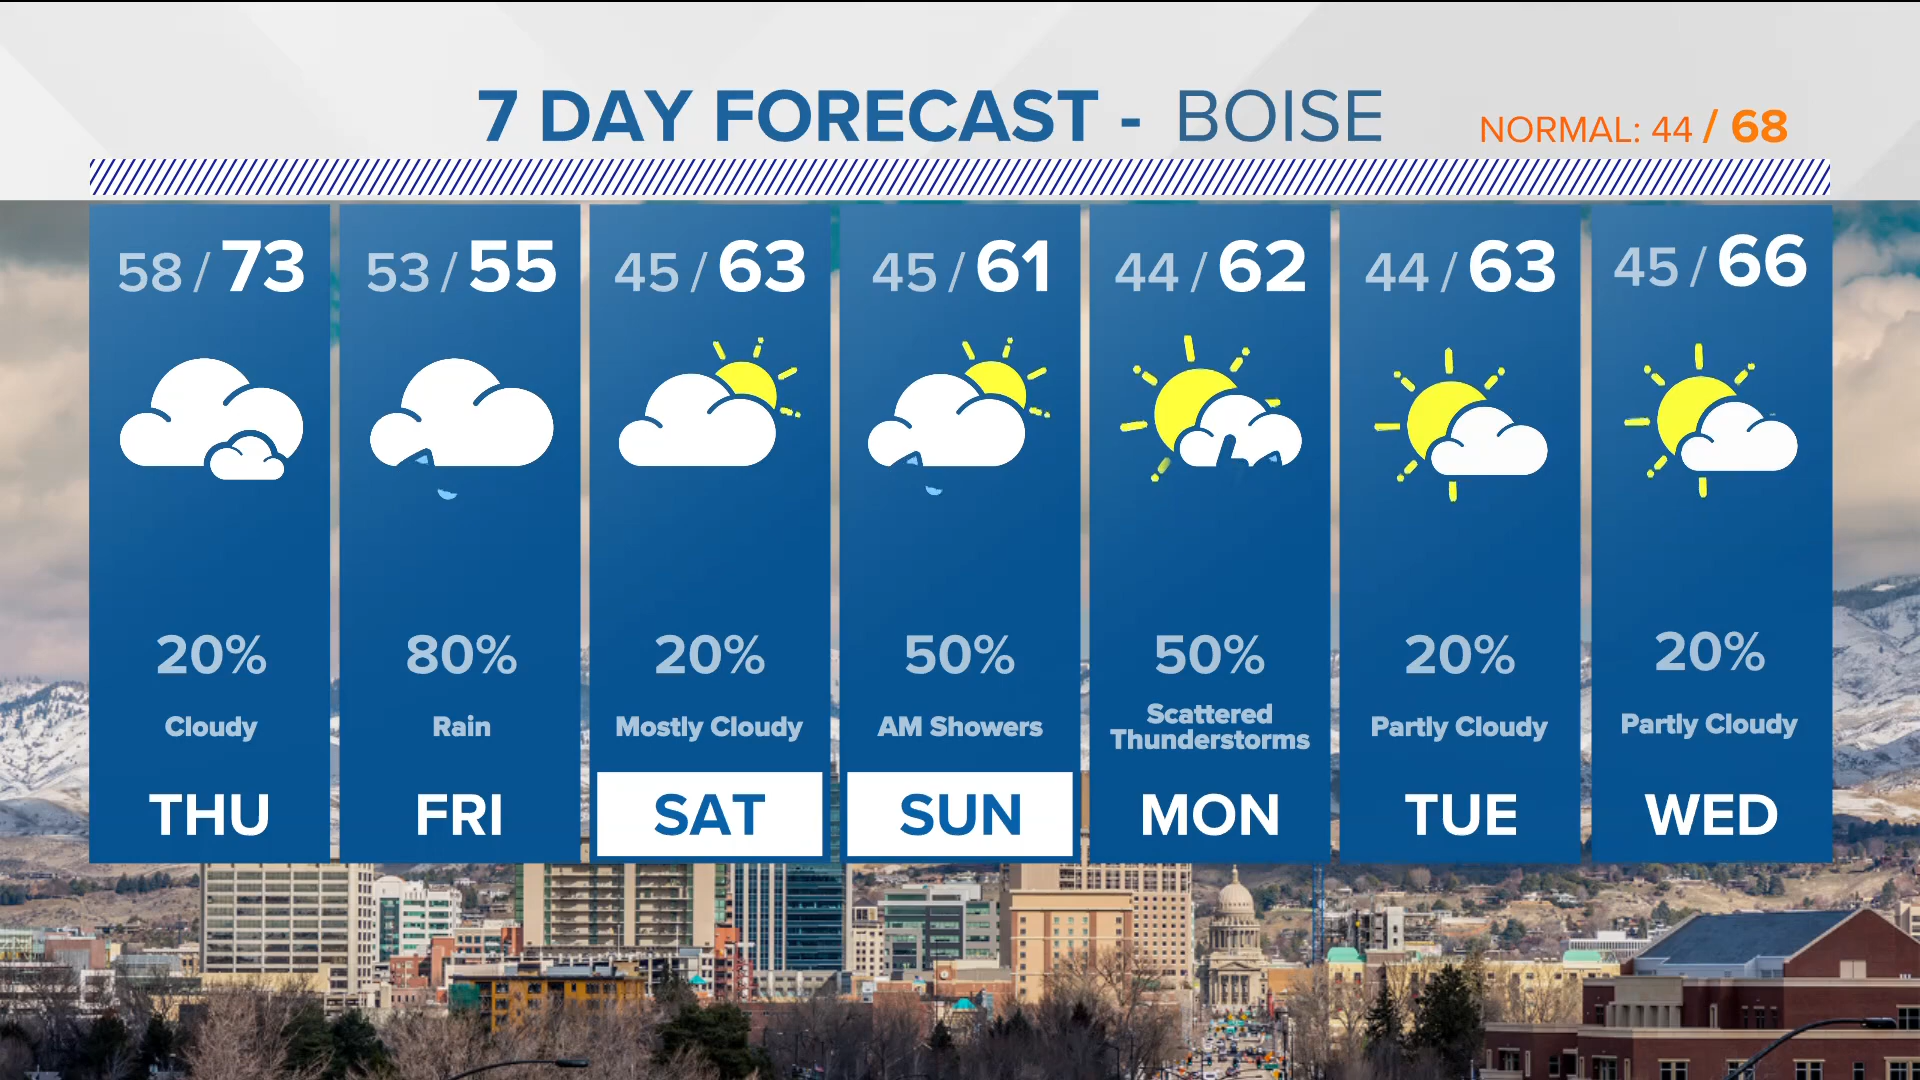 7 DAY FORECAST - BOISE
NORMAL: 44 / 68
58 / 73
53 / 55
45 / 63
45 / 61
44 / 62
44 / 63
45 / 66
20%
80%
20%
50%
50%
20%
20%
Cloudy
Rain
Mostly Cloudy
AM Showers
Scattered
Thunderstorms
Partly Cloudy
Partly Cloudy
THU
FRI
SAT
SUN
MON
TUE
WED